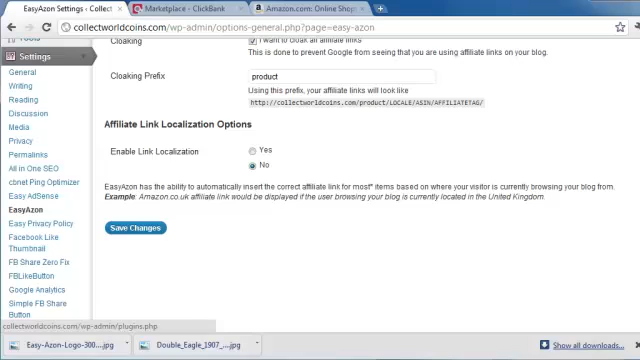 EasyAzon Settings ‹ Collect
Marketplace - ClickBank
Amazon.com: Online Shop
collectworldcoins.com/wp-admin/options-general.php?page=easy-azon
Tools
Settings
General
Writing
Reading
Discussion
Media
Privacy
Permalinks
All in One SEO
cbnet Ping Optimizer
Easy AdSense
EasyAzon
Easy Privacy Policy
Facebook Like
Thumbnail
FB Share Zero Fix
FBLikeButton
Google Analytics
Simple FB Share
Button
Cloaking
I want to cloak all affiliate links
This is done to prevent Google from seeing that you are using affiliate links on your blog.
Cloaking Prefix
product
Using this prefix, your affiliate links will look like
http://collectworldcoins.com/product/LOCALE/ASIN/AFFILIATETAG/
Affiliate Link Localization Options
Enable Link Localization
Yes
No
EasyAzon has the ability to automatically insert the correct affiliate link for most* items based on where your visitor is currently browsing your blog from.
Example: Amazon.co.uk affiliate link would be displayed if the user browsing your blog is currently located in the United Kingdom.
Save Changes
collectworldcoins.com/wp-admin/plugins.php
Easy-Azon-Logo-300....jpg
Double_Eagle_1907_....jpg
Show all downloads...